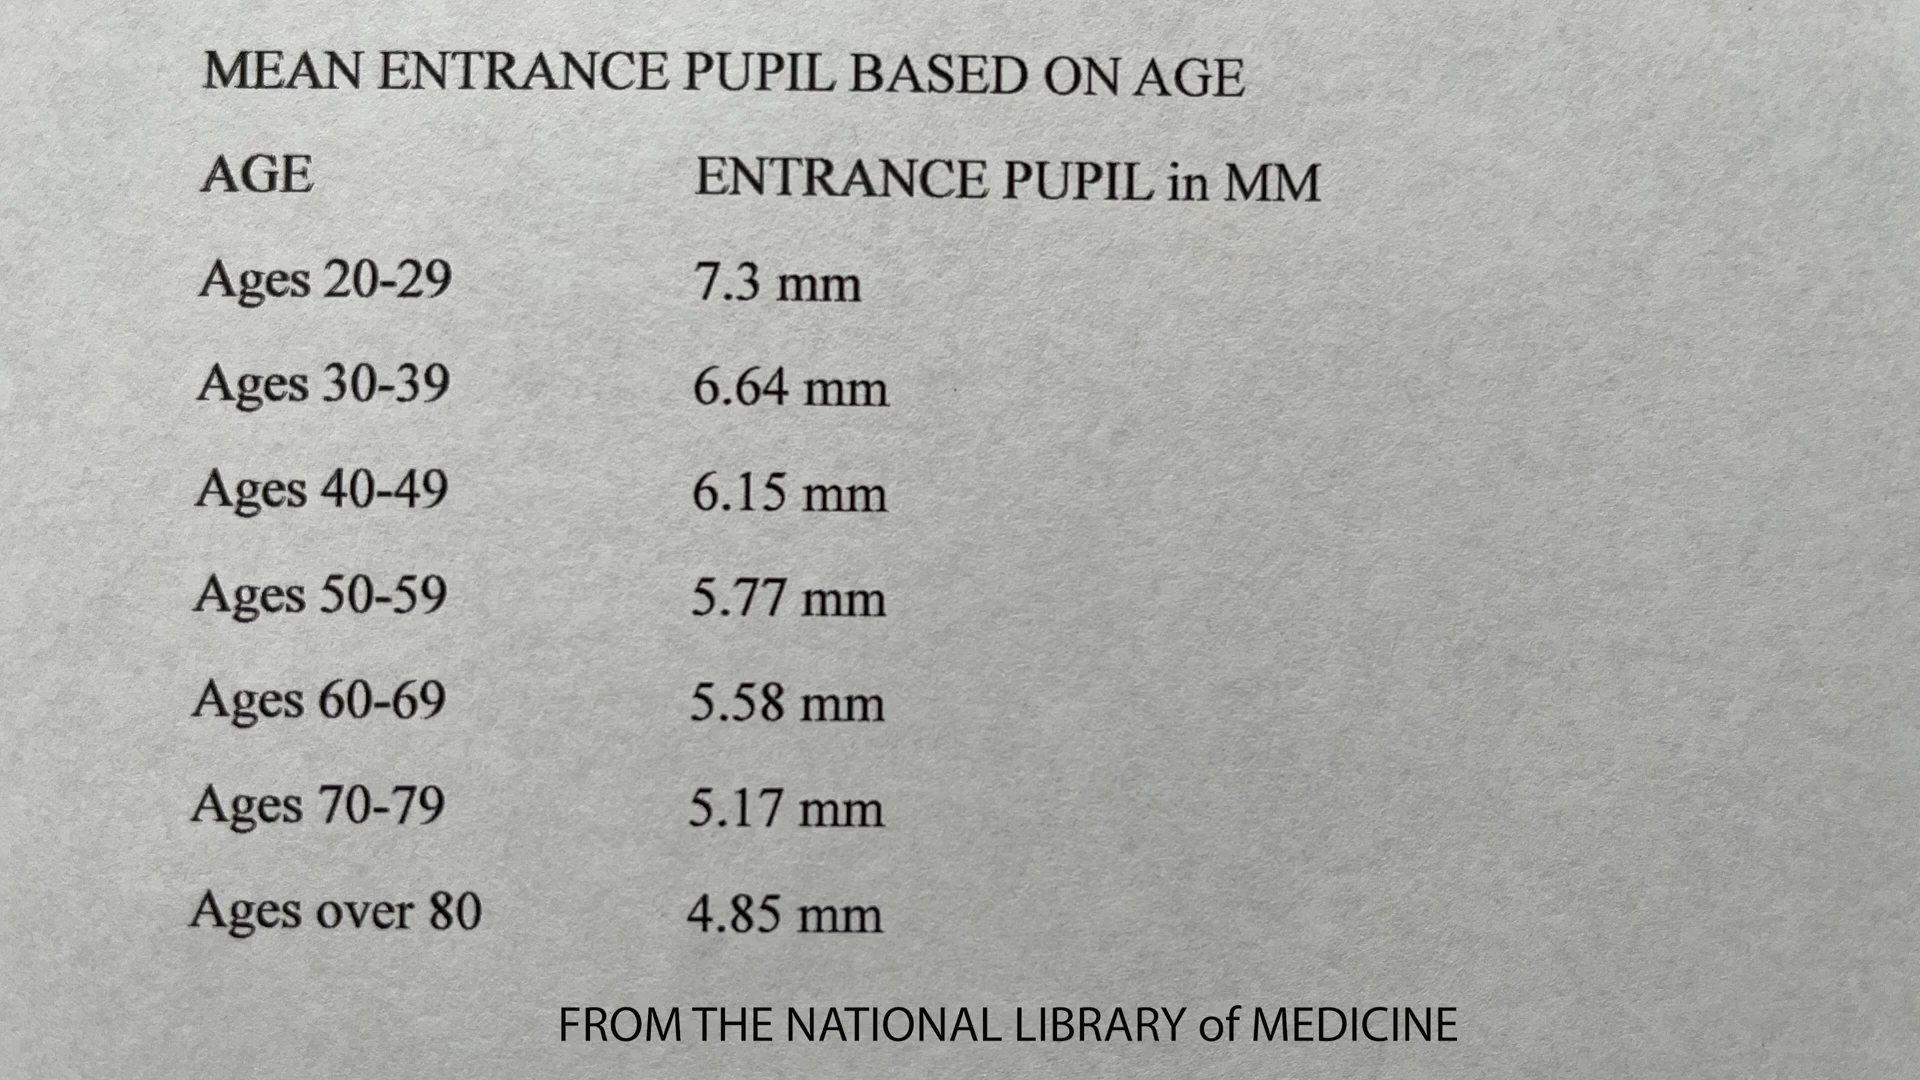 MEAN ENTRANCE PUPIL BASED ON AGE
AGE ENTRANCE PUPIL in MM
Ages 20-29 7.3 mm
Ages 30-39 6.64 mm
Ages 40-49 6.15 mm
Ages 50-59 5.77 mm
Ages 60-69 5.58 mm
Ages 70-79 5.17 mm
Ages over 80 4.85 mm
FROM THE NATIONAL LIBRARY of MEDICINE